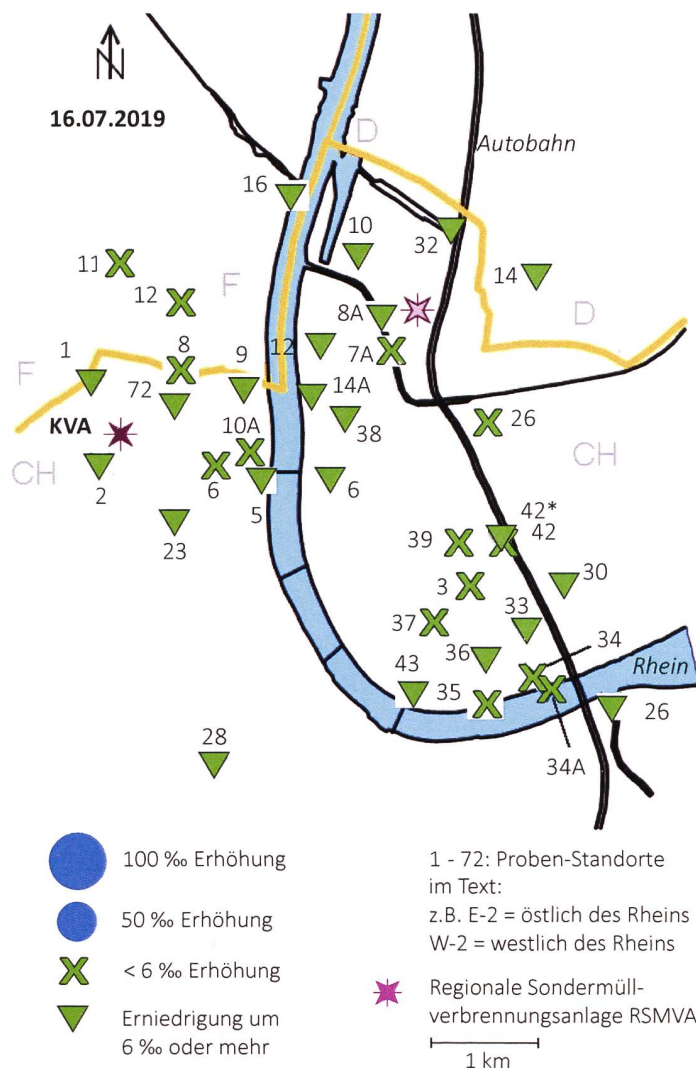 N
16.07.2019
D
Autobahn
16
10
32
11
14
12
F
8A
D
8
12
7A
1
9
F
72
14A
KVA
38
26
10A
CH
CH
2
6
5
6
42*
23
39
42
3
30
37
33
34
36
Rhein
43
35
26
34A
28
100 ‰ Erhöhung
50 ‰ Erhöhung
< 6 ‰ Erhöhung
Erniedrigung um
6 ‰ oder mehr
1 - 72: Proben-Standorte
im Text:
z.B. E-2 = östlich des Rheins
W-2 = westlich des Rheins
Regionale Sondermüll-
verbrennungsanlage RSMVA
1 km